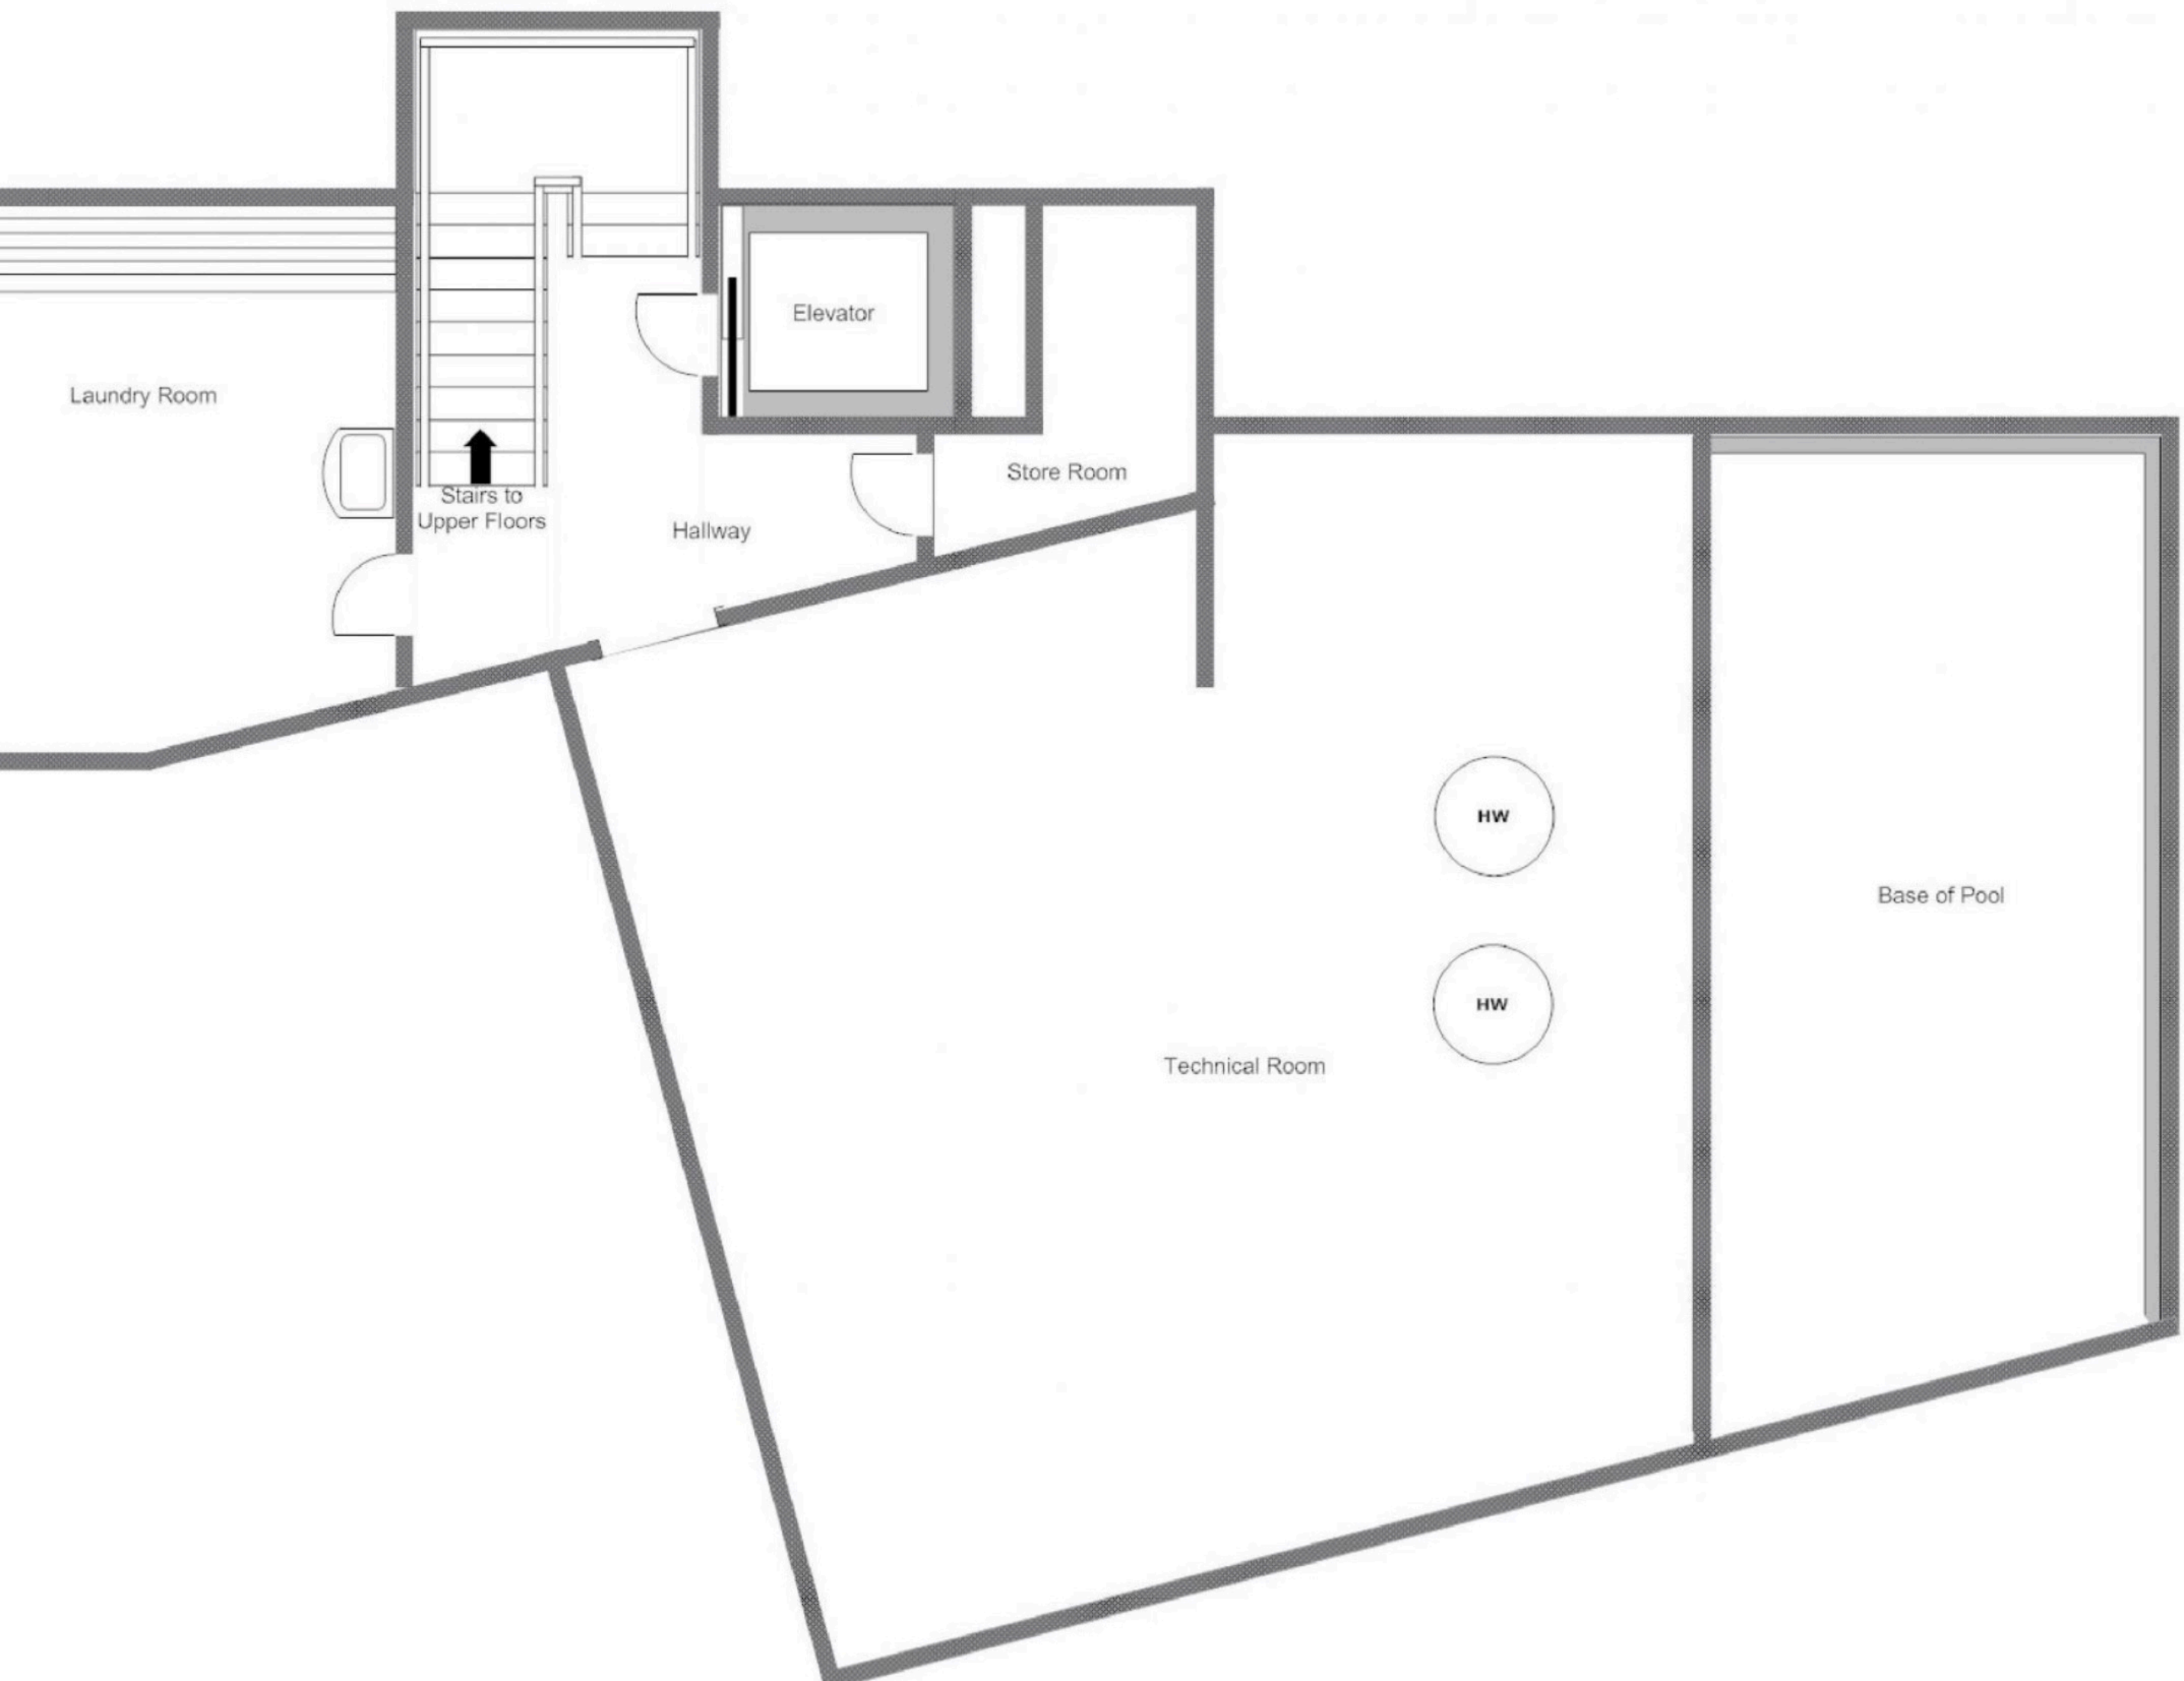 Elevator
Laundry Room
Store Room
Stairs to
Upper Floors
Hallway
HW
Base of Pool
HW
Technical Room